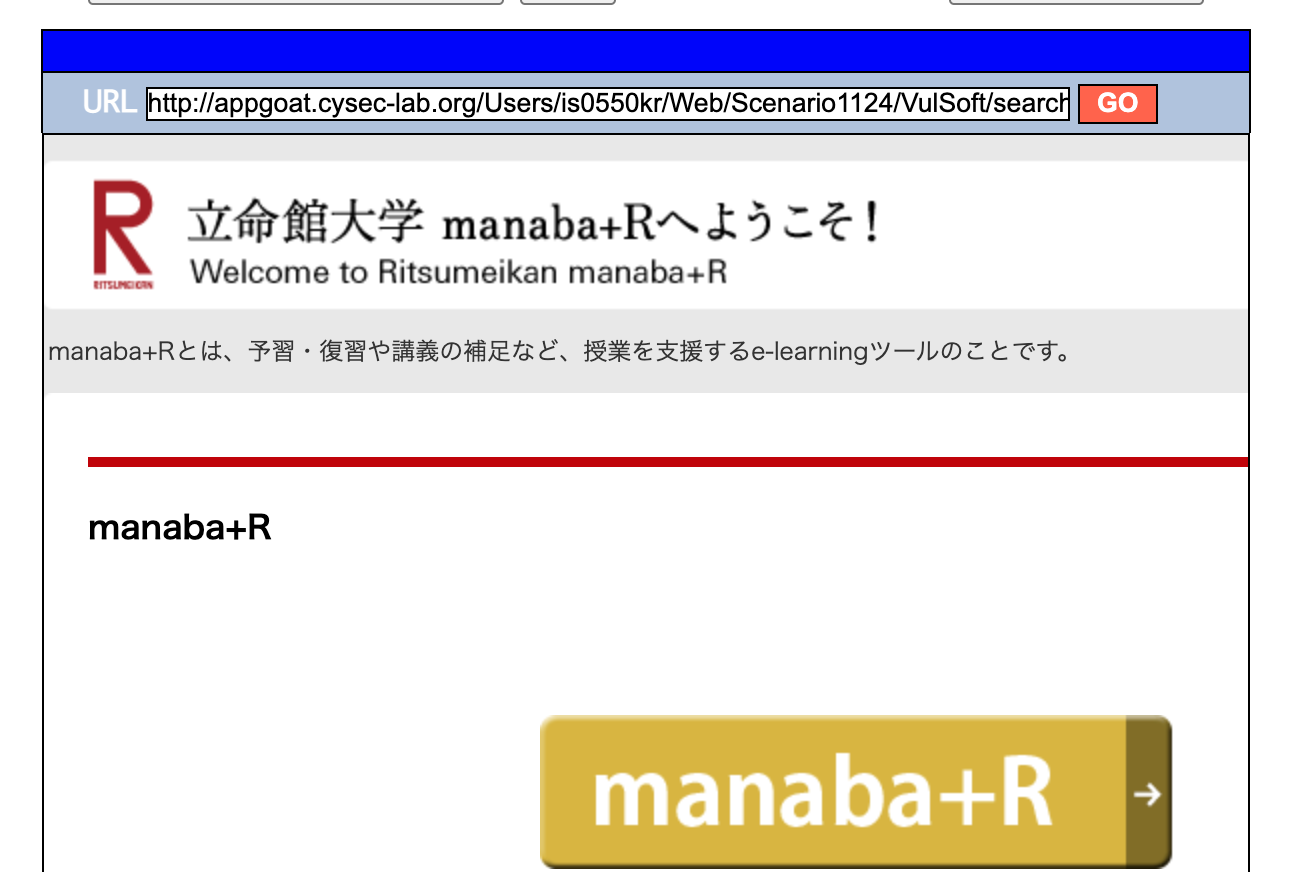 URL http://appgoat.cysec-lab.org/Users/is0550kr/Web/Scenario1124/VulSoft/search GO
RITSUMEIKAN
立命館大学 manaba+Rへようこそ！
Welcome to Ritsumeikan manaba+R
manaba+Rとは、予習・復習や講義の補足など、授業を支援するe-learningツールのことです。
manaba+R
manaba+R